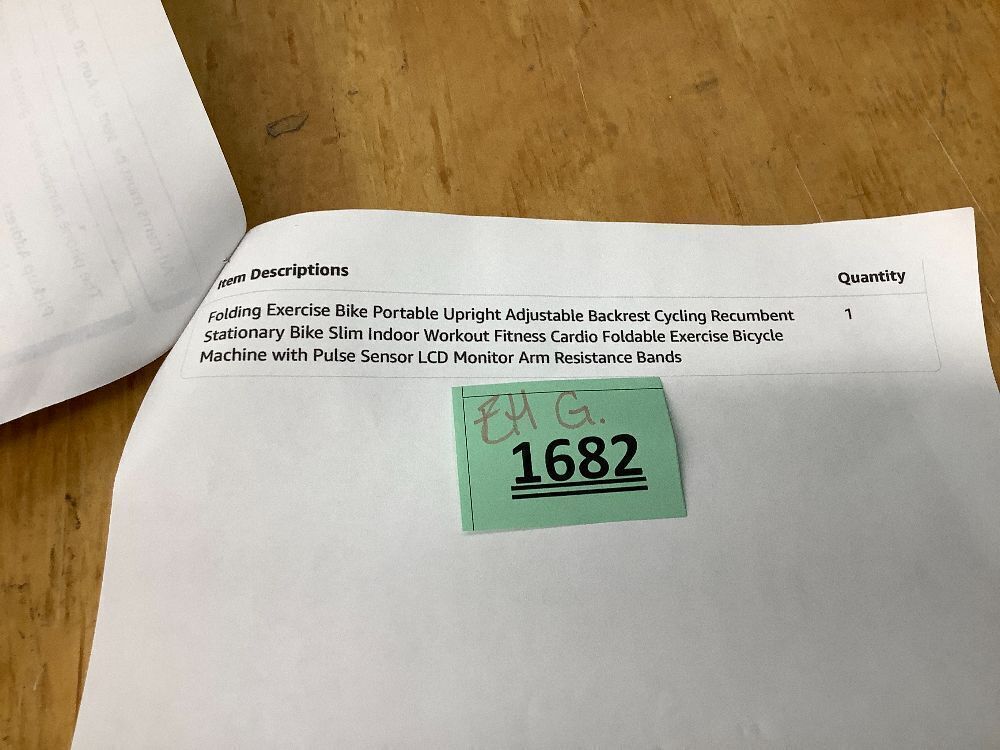 Item Descriptions Quantity
Folding Exercise Bike Portable Upright Adjustable Backrest Cycling Recumbent 1
Stationary Bike Slim Indoor Workout Fitness Cardio Foldable Exercise Bicycle
Machine with Pulse Sensor LCD Monitor Arm Resistance Bands
EH G.
1682